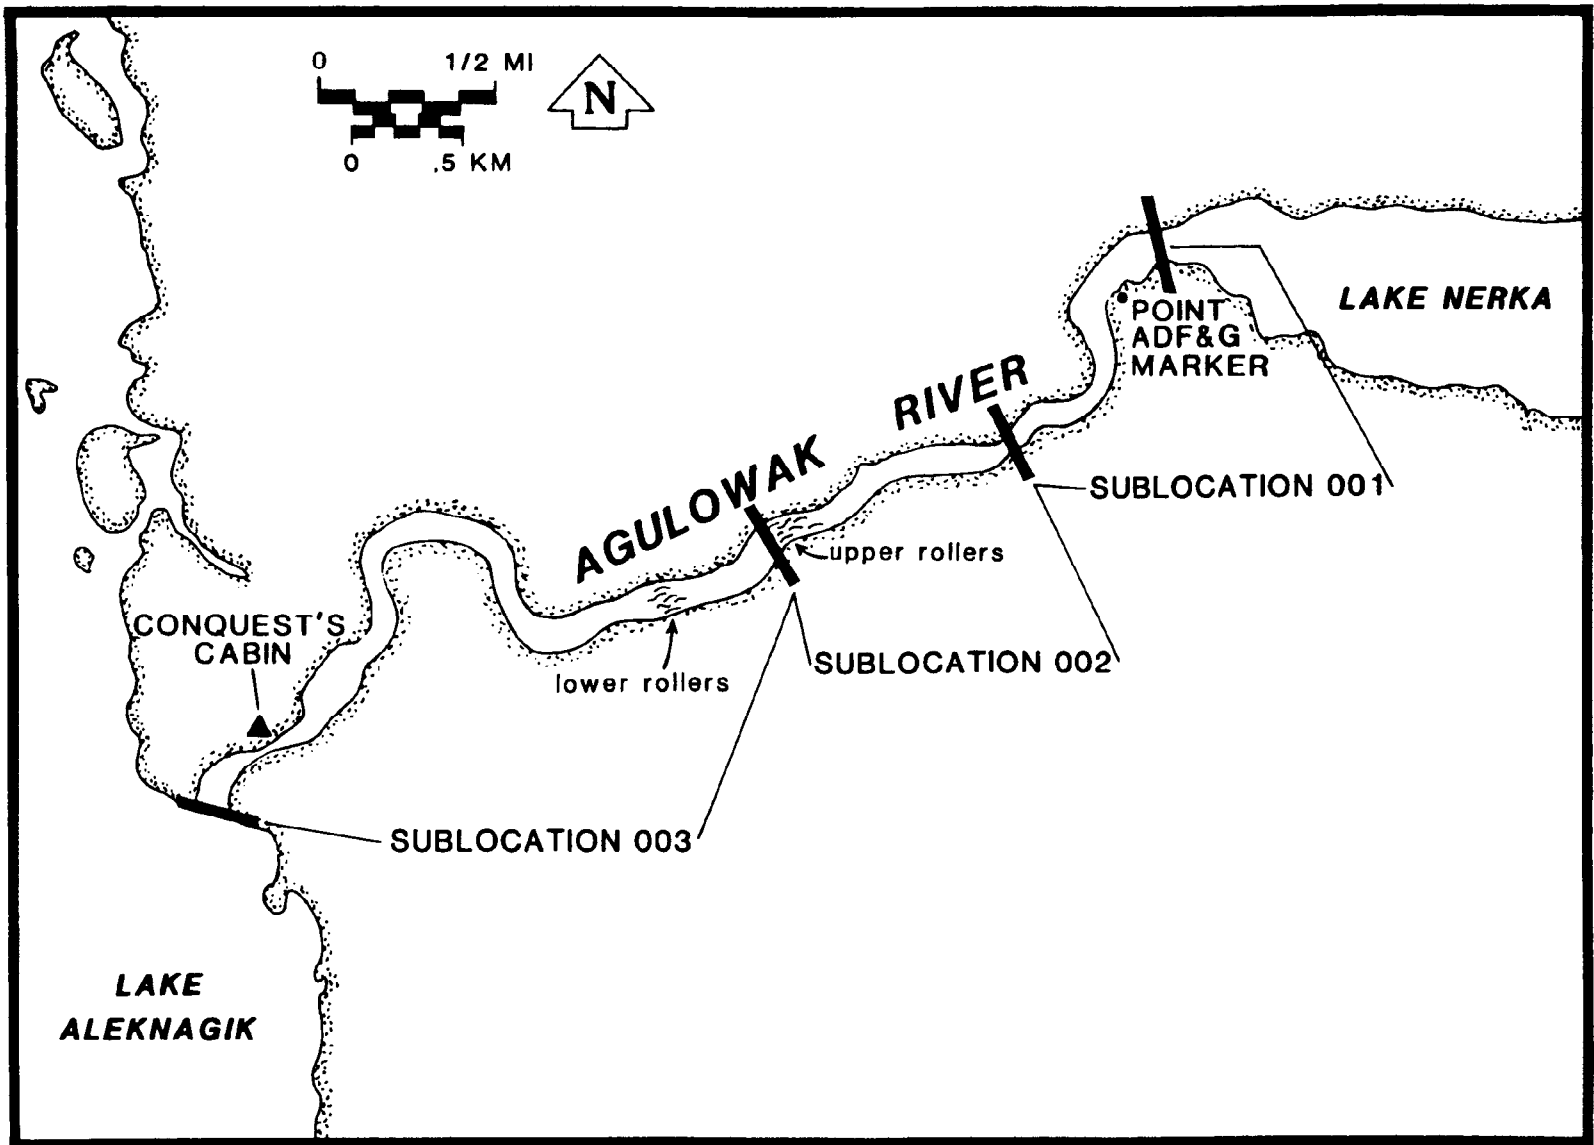 0 1/2 MI
N
0 .5 KM
LAKE NERKA
POINT
ADF&G
MARKER
AGULOWAK RIVER
SUBLOCATION 001
upper rollers
CONQUEST'S
CABIN
SUBLOCATION 002
lower rollers
SUBLOCATION 003
LAKE
ALEKNAGIK